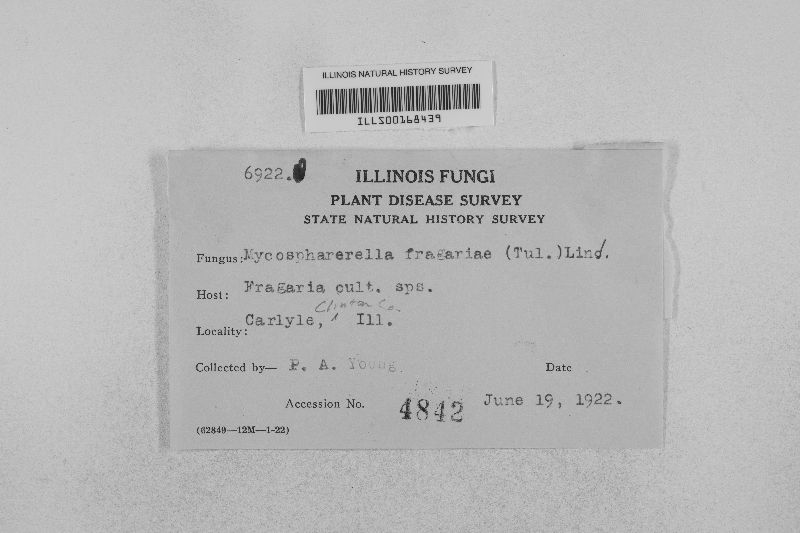 ILLINOIS NATURAL HISTORY SURVEY
ILLS00168439
6922.
ILLINOIS FUNGI
PLANT DISEASE SURVEY
STATE NATURAL HISTORY SURVEY
Fungus: Mycospharerella fragariae (Tul.)Lind.
Host: Fragaria cult. sps.
Clinton Co.
Locality: Carlyle, ^ Ill.
Collected by— P. A. Young. Date
Accession No. 4842 June 19, 1922.
(62849—12M—1-22)